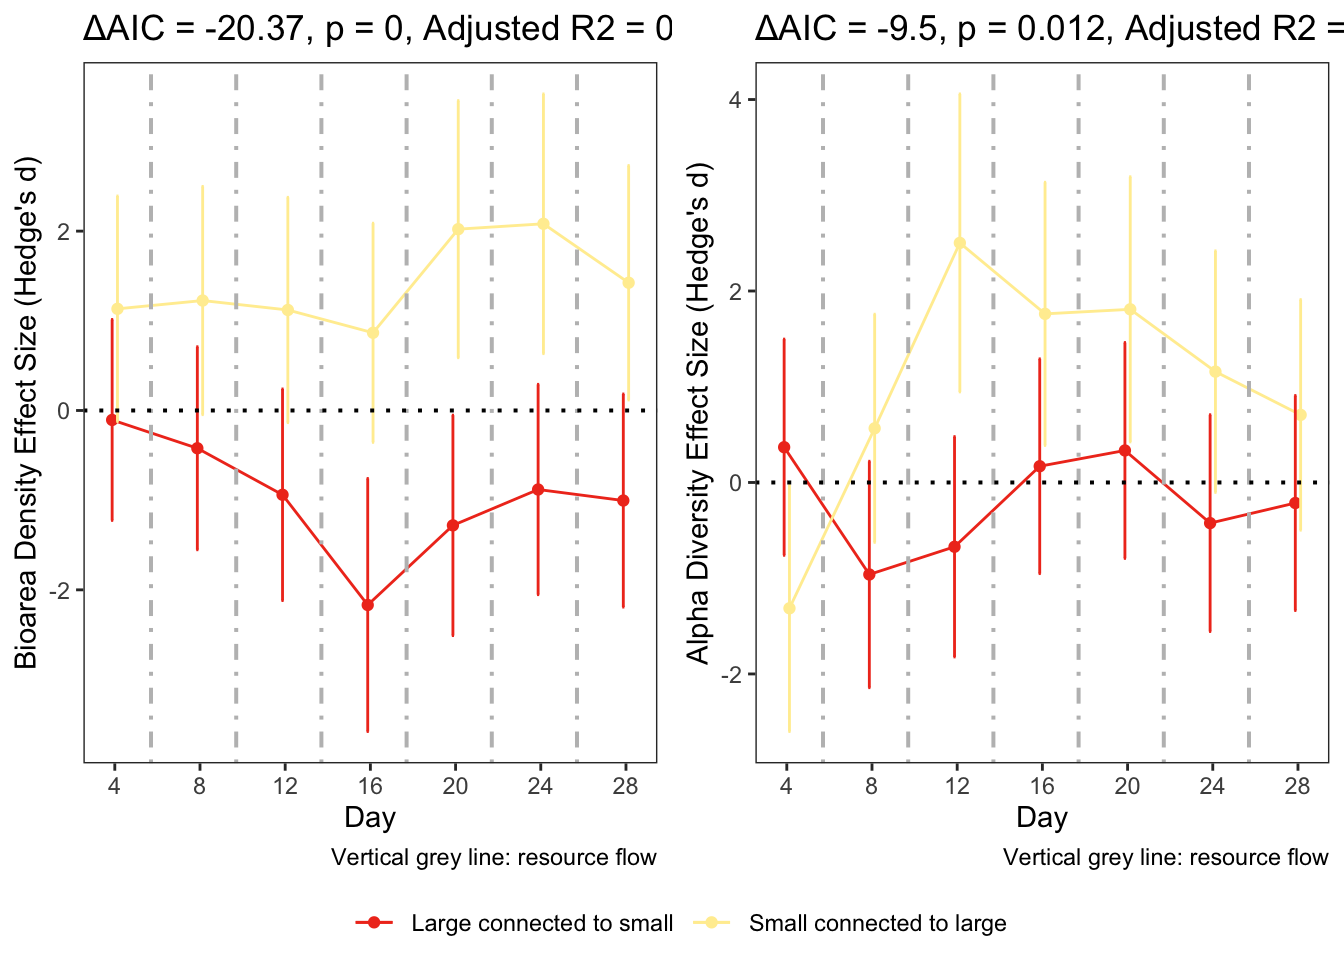 ΔAIC = -20.37, p = 0, Adjusted R2 = 0
ΔAIC = -9.5, p = 0.012, Adjusted R2 =
Bioarea Density Effect Size (Hedge's d)
2
0
-2
4 8 12 16 20 24 28
Day
Vertical grey line: resource flow
Alpha Diversity Effect Size (Hedge's d)
4
2
0
-2
4 8 12 16 20 24 28
Day
Vertical grey line: resource flow
Large connected to small
Small connected to large